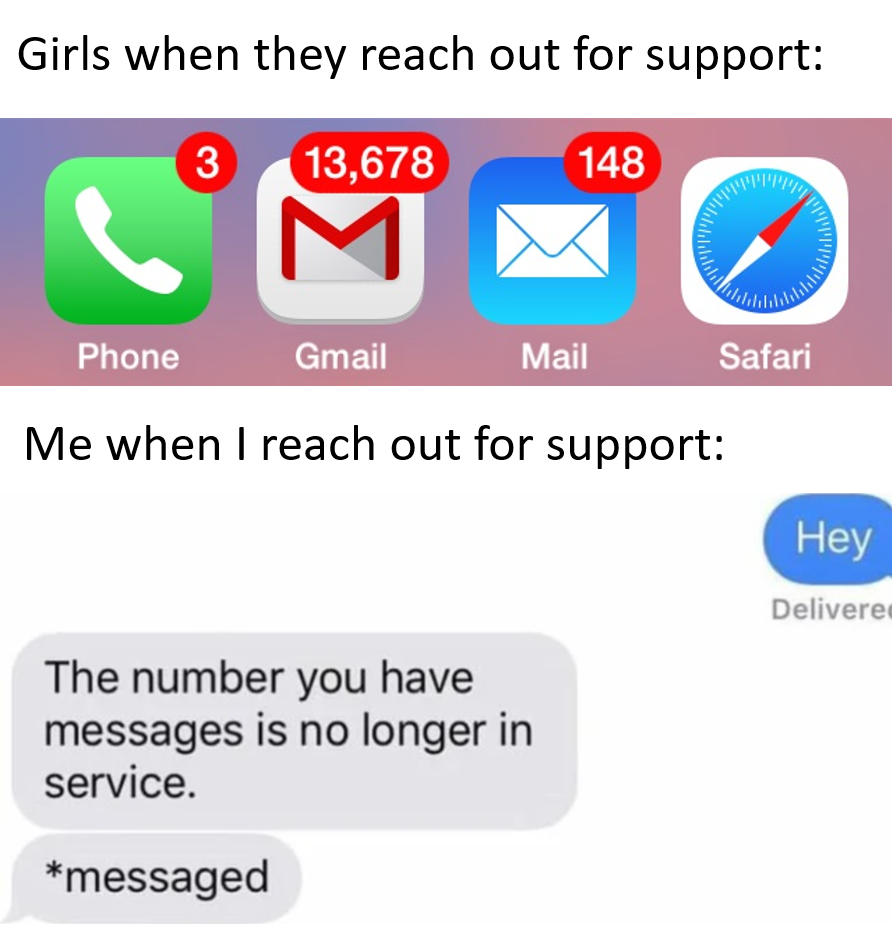 Girls when they reach out for support:
3 13,678 148
Phone Gmail Mail Safari
Me when I reach out for support:
Hey
Delivered
The number you have
messages is no longer in
service.
*messaged